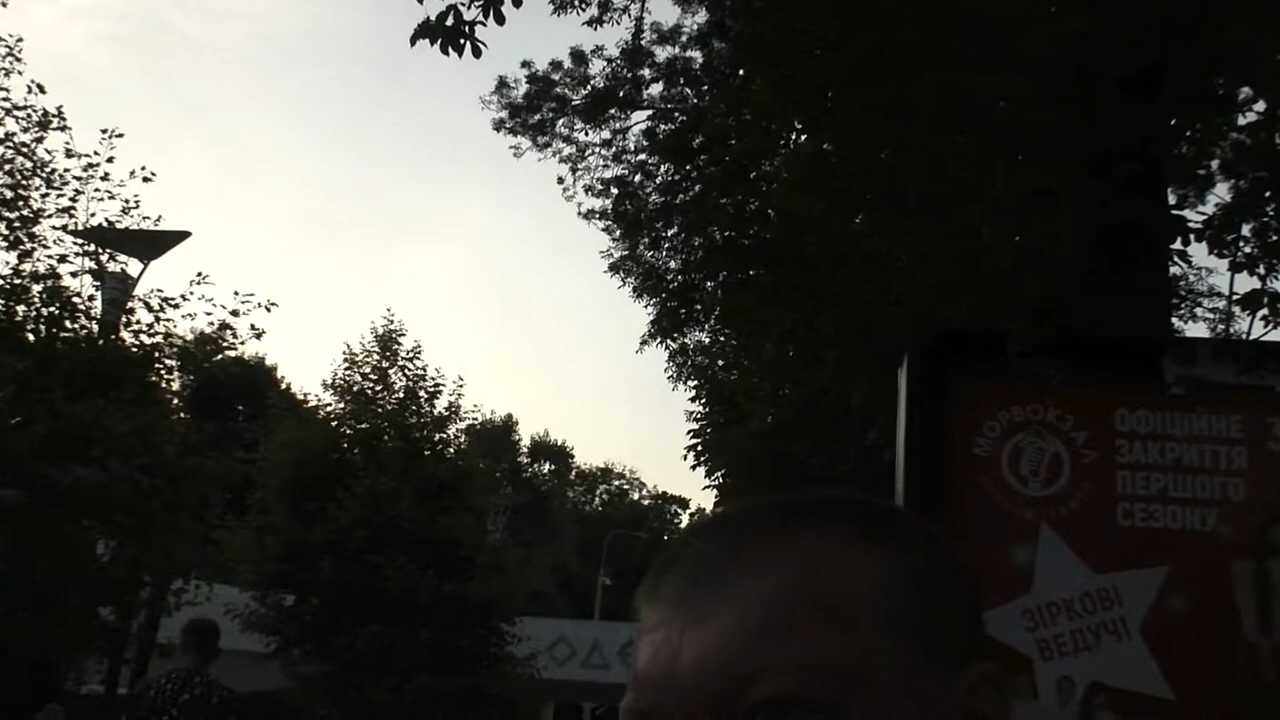 МОРВОКЗАЛ
ОФІЦІЙНЕ
ЗАКРИТТЯ
ПЕРШОГО
СЕЗОНУ
ЗІРКОВІ
ВЕДУЧІ